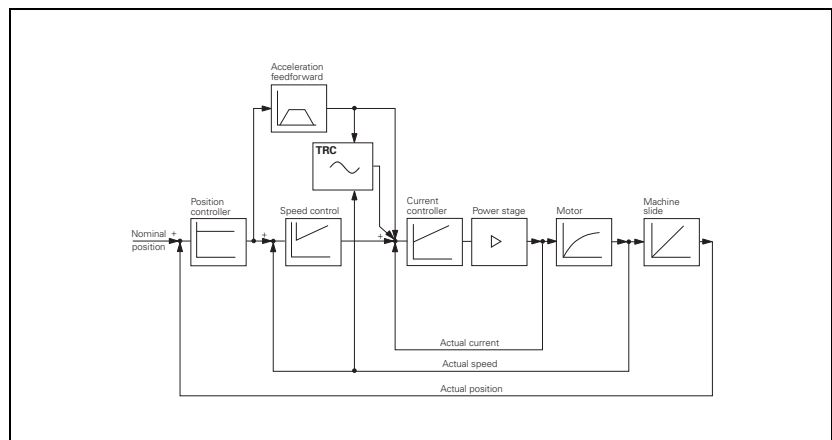 Acceleration
feedforward
TRC
Position
controller
Speed control
Current
controller
Power stage
Motor
Machine
slide
Nominal
position
+
+
+
Actual current
Actual speed
Actual position